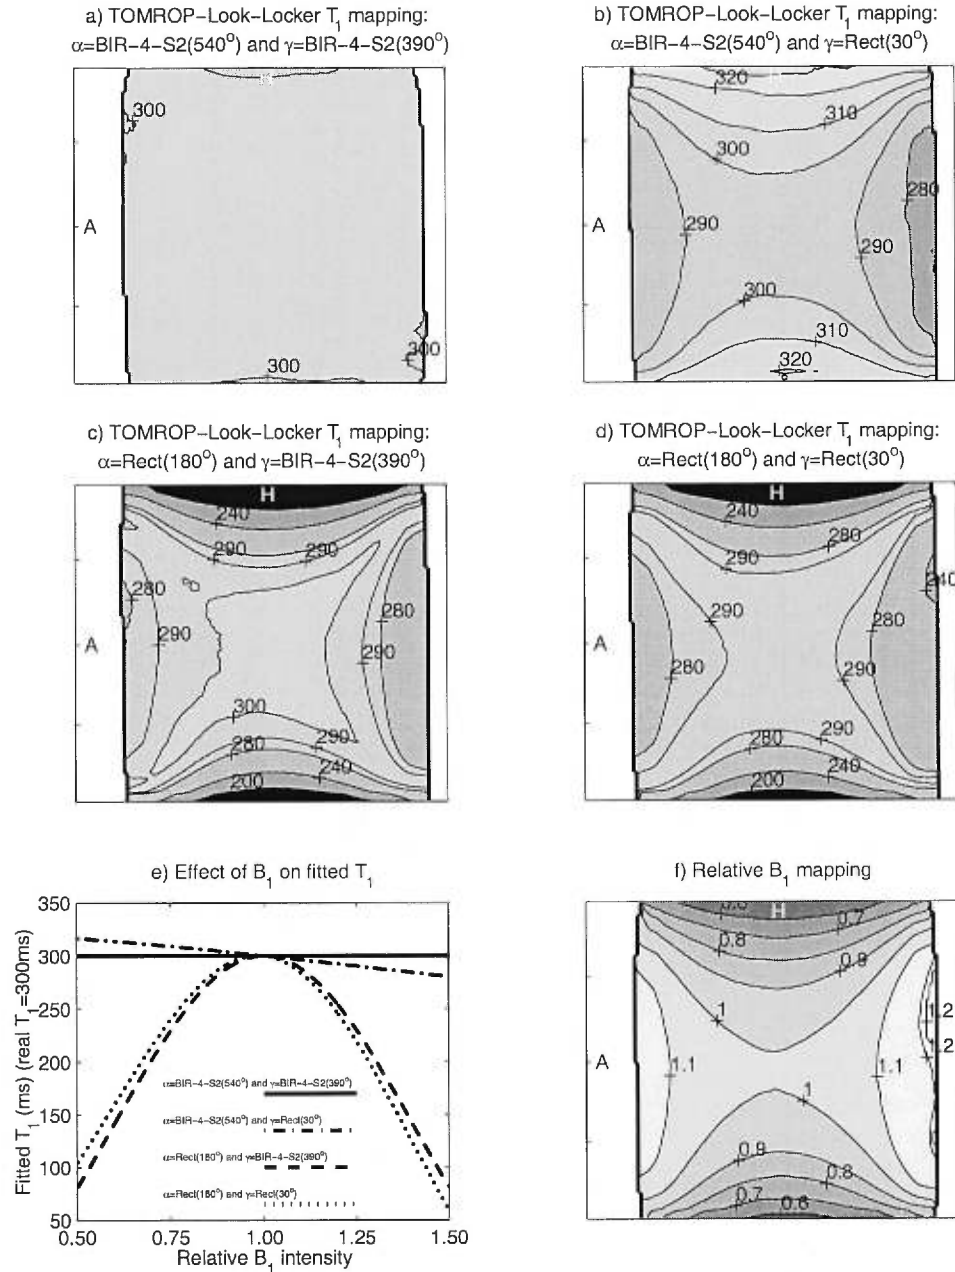 a) TOMROP–Look–Locker T1 mapping:
α=BIR-4-S2(540°) and γ=BIR-4-S2(390°)
300
A
300
300
b) TOMROP–Look–Locker T1 mapping:
α=BIR-4-S2(540°) and γ=Rect(30°)
320
310
300
280
A
290
290
300
310
320
c) TOMROP–Look–Locker T1 mapping:
α=Rect(180°) and γ=BIR-4-S2(390°)
H
240
290
290
280
280
A
290
290
300
280
290
240
200
d) TOMROP–Look–Locker T1 mapping:
α=Rect(180°) and γ=Rect(30°)
H
240
290
280
240
290
280
A
280
290
280
290
240
200
e) Effect of B1 on fitted T1
Fitted T1 (ms) (real T1=300ms)
350
300
250
200
150
100
50
α=BIR-4-S2(540°) and γ=BIR-4-S2(390°)
α=BIR-4-S2(540°) and γ=Rect(30°)
α=Rect(180°) and γ=BIR-4-S2(390°)
α=Rect(180°) and γ=Rect(30°)
0.50
0.75
1.00
1.25
1.50
Relative B1 intensity
f) Relative B1 mapping
H
0.7
0.8
0.9
1
1.2
1.2
A
1.1
1.1
1
0.9
0.8
0.7
0.6